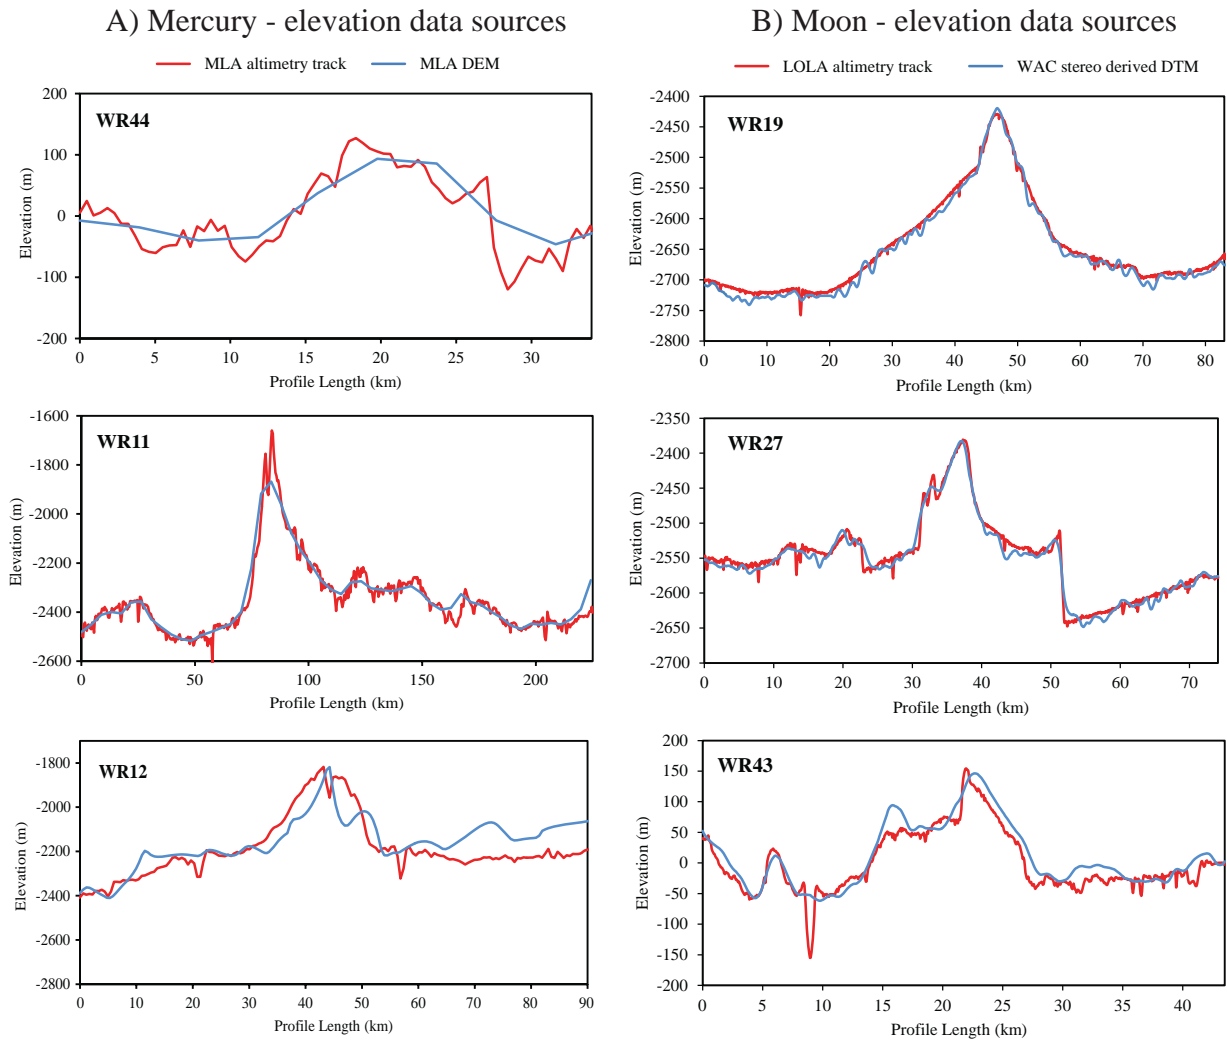 A) Mercury - elevation data sources
MLA altimetry track
MLA DEM
200
100
0
-100
-200
Elevation (m)
WR44
0 5 10 15 20 25 30
Profile Length (km)
-1600
-1800
-2000
-2200
-2400
-2600
Elevation (m)
WR11
0 50 100 150 200
Profile Length (km)
-1800
-2000
-2200
-2400
-2600
-2800
Elevation (m)
WR12
0 10 20 30 40 50 60 70 80 90
Profile Length (km)
B) Moon - elevation data sources
LOLA altimetry track
WAC stereo derived DTM
-2400
-2500
-2550
-2600
-2650
-2700
-2750
-2800
Elevation (m)
WR19
0 10 20 30 40 50 60 70 80
Profile Length (km)
-2350
-2400
-2450
-2500
-2550
-2600
-2650
-2700
Elevation (m)
WR27
0 10 20 30 40 50 60 70
Profile Length (km)
200
150
100
50
0
-50
-100
-150
-200
Elevation (m)
WR43
0 5 10 15 20 25 30 35 40
Profile Length (km)